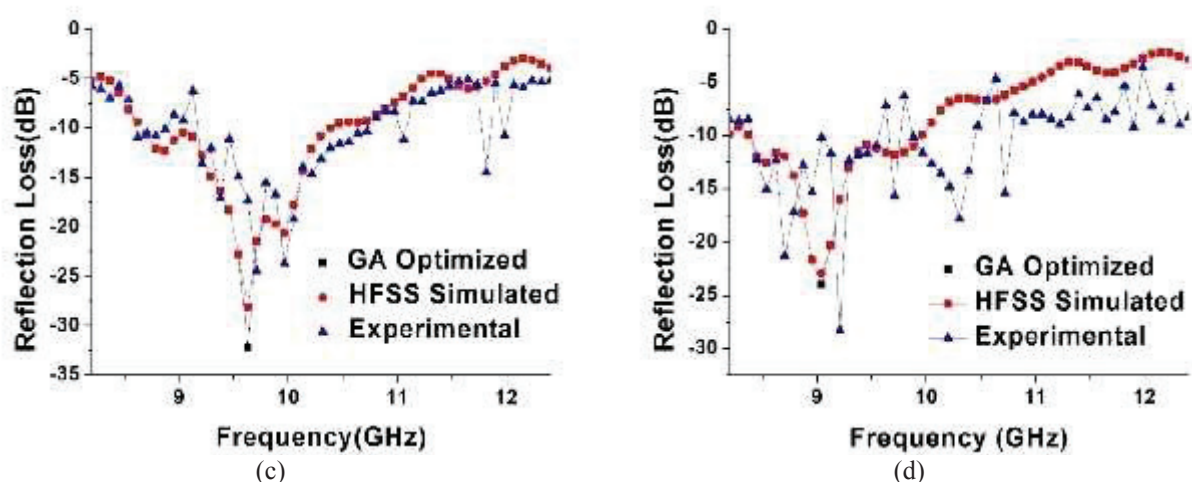 0
-5
-10
-15
-20
-25
-30
-35
Reflection Loss(dB)
GA Optimized
HFSS Simulated
Experimental
9 10 11 12
Frequency(GHz)
(c)
0
-5
-10
-15
-20
-25
-30
Reflection Loss(dB)
GA Optimized
HFSS Simulated
Experimental
9 10 11 12
Frequency (GHz)
(d)